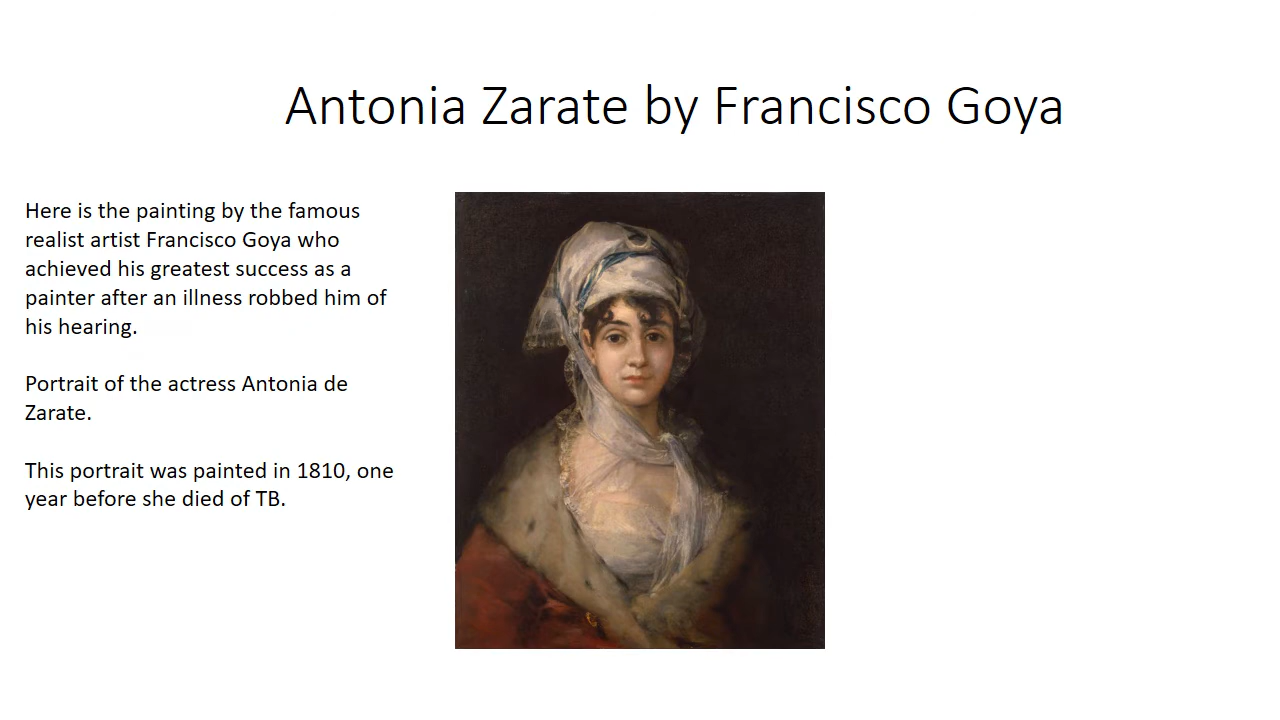 Antonia Zarate by Francisco Goya
Here is the painting by the famous
realist artist Francisco Goya who
achieved his greatest success as a
painter after an illness robbed him of
his hearing.
Portrait of the actress Antonia de
Zarate.
This portrait was painted in 1810, one
year before she died of TB.